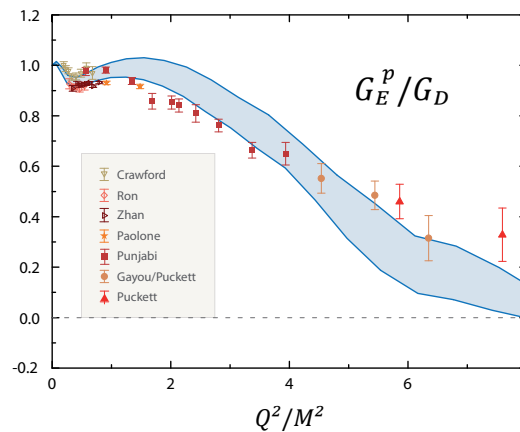 1.2
1.0
0.8
0.6
0.4
0.2
0.0
-0.2
0 2 4 6
G_E^p/G_D
Crawford
Ron
Zhan
Paolone
Punjabi
Gayou/Puckett
Puckett
Q^2/M^2